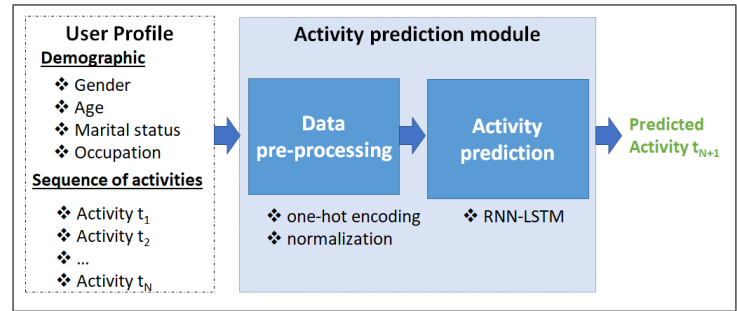 User Profile
Demographic
❖ Gender
❖ Age
❖ Marital status
❖ Occupation
Sequence of activities
❖ Activity t1
❖ Activity t2
❖ ...
❖ Activity tN
Activity prediction module
Data
pre-processing
❖ one-hot encoding
❖ normalization
Activity
prediction
❖ RNN-LSTM
Predicted
Activity tN+1